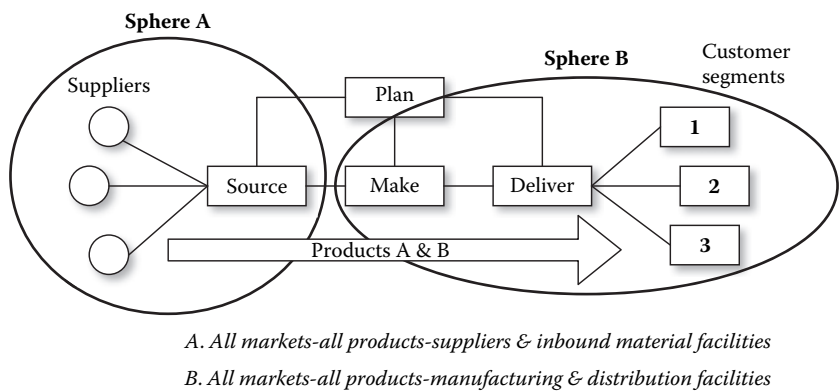 Sphere A
Sphere B
Customer
segments
Suppliers
Plan
1
Source
Make
Deliver
2
3
Products A & B
A. All markets-all products-suppliers & inbound material facilities
B. All markets-all products-manufacturing & distribution facilities